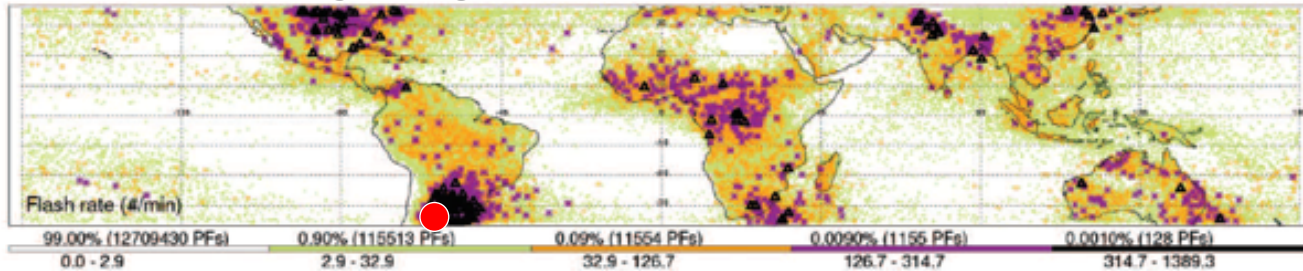 Flash rate (#/min)
99.00% (12709430 PFs) 0.90% (115513 PFs) 0.09% (11554 PFs) 0.0090% (1155 PFs) 0.0010% (128 PFs)
0.0 - 2.9 2.9 - 32.9 32.9 - 126.7 126.7 - 314.7 314.7 - 1389.3